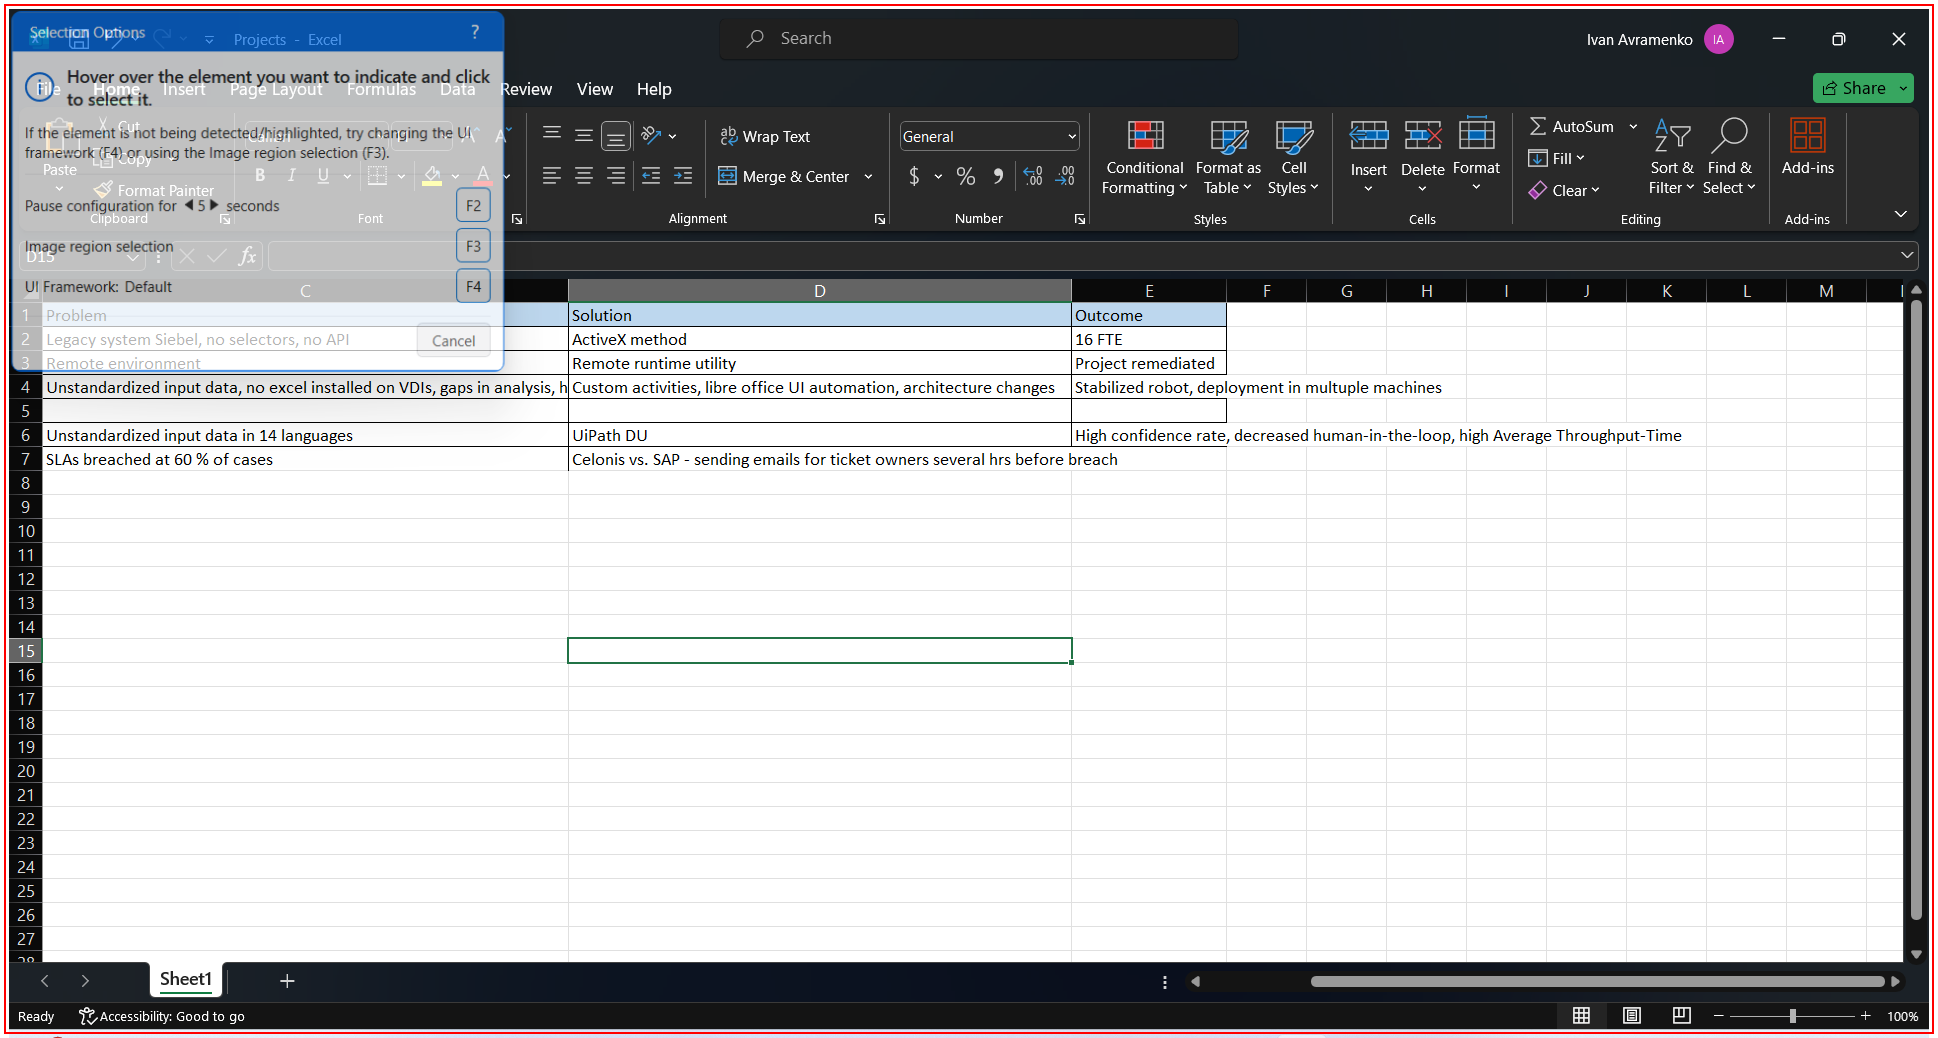 Selection Options
?
Projects - Excel
Search
Ivan Avramenko
IA
Hover over the element you want to indicate and click
to select it.
File Home Insert Page Layout Formulas Data Review View Help
Share
If the element is not being detected/highlighted, try changing the UI
framework (F4) or using the Image region selection (F3).
Pause configuration for 5 seconds
F2
Image region selection
F3
UI Framework: Default
F4
Cancel
Paste
Cut
Copy
Format Painter
Clipboard
B I U
Font
Wrap Text
Merge & Center
Alignment
General
$ % 9
Number
Conditional
Formatting
Format as
Table
Cell
Styles
Styles
Insert
Delete
Format
Cells
AutoSum
Fill
Clear
Sort &
Filter
Find &
Select
Editing
Add-ins
Add-ins
D15
fx
C D E F G H I J K L M
1 Problem Solution Outcome
2 Legacy system Siebel, no selectors, no API ActiveX method 16 FTE
3 Remote environment Remote runtime utility Project remediated
4 Unstandardized input data, no excel installed on VDIs, gaps in analysis, h Custom activities, libre office UI automation, architecture changes Stabilized robot, deployment in multuple machines
5
6 Unstandardized input data in 14 languages UiPath DU High confidence rate, decreased human-in-the-loop, high Average Throughput-Time
7 SLAs breached at 60 % of cases Celonis vs. SAP - sending emails for ticket owners several hrs before breach
8
9
10
11
12
13
14
15
16
17
18
19
20
21
22
23
24
25
26
27
28
Sheet1
Ready
Accessibility: Good to go
100%